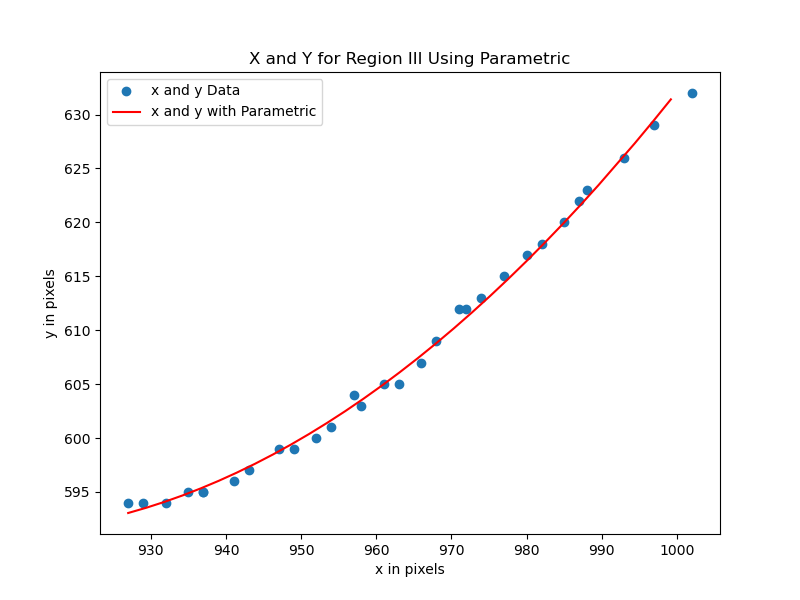 X and Y for Region III Using Parametric
x and y Data
x and y with Parametric
630
625
620
615
610
605
600
595
y in pixels
930 940 950 960 970 980 990 1000
x in pixels